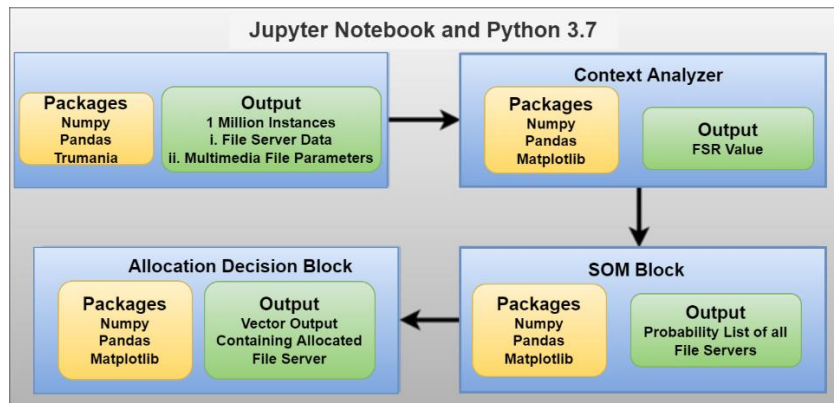 Jupyter Notebook and Python 3.7
Packages
Numpy
Pandas
Trumania
Output
1 Million Instances
i. File Server Data
ii. Multimedia File Parameters
Context Analyzer
Packages
Numpy
Pandas
Matplotlib
Output
FSR Value
Allocation Decision Block
Packages
Numpy
Pandas
Matplotlib
Output
Vector Output
Containing Allocated
File Server
SOM Block
Packages
Numpy
Pandas
Matplotlib
Output
Probability List of all
File Servers